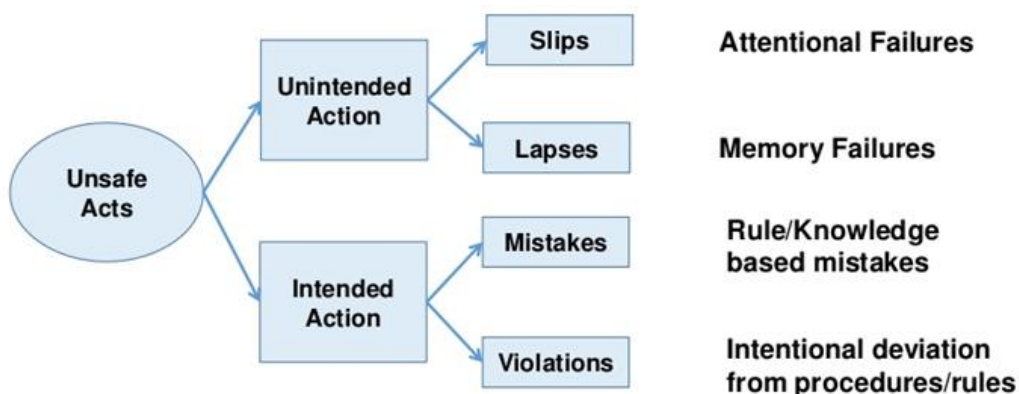 Unsafe
Acts
Unintended
Action
Intended
Action
Slips
Lapses
Mistakes
Violations
Attentional Failures
Memory Failures
Rule/Knowledge
based mistakes
Intentional deviation
from procedures/rules